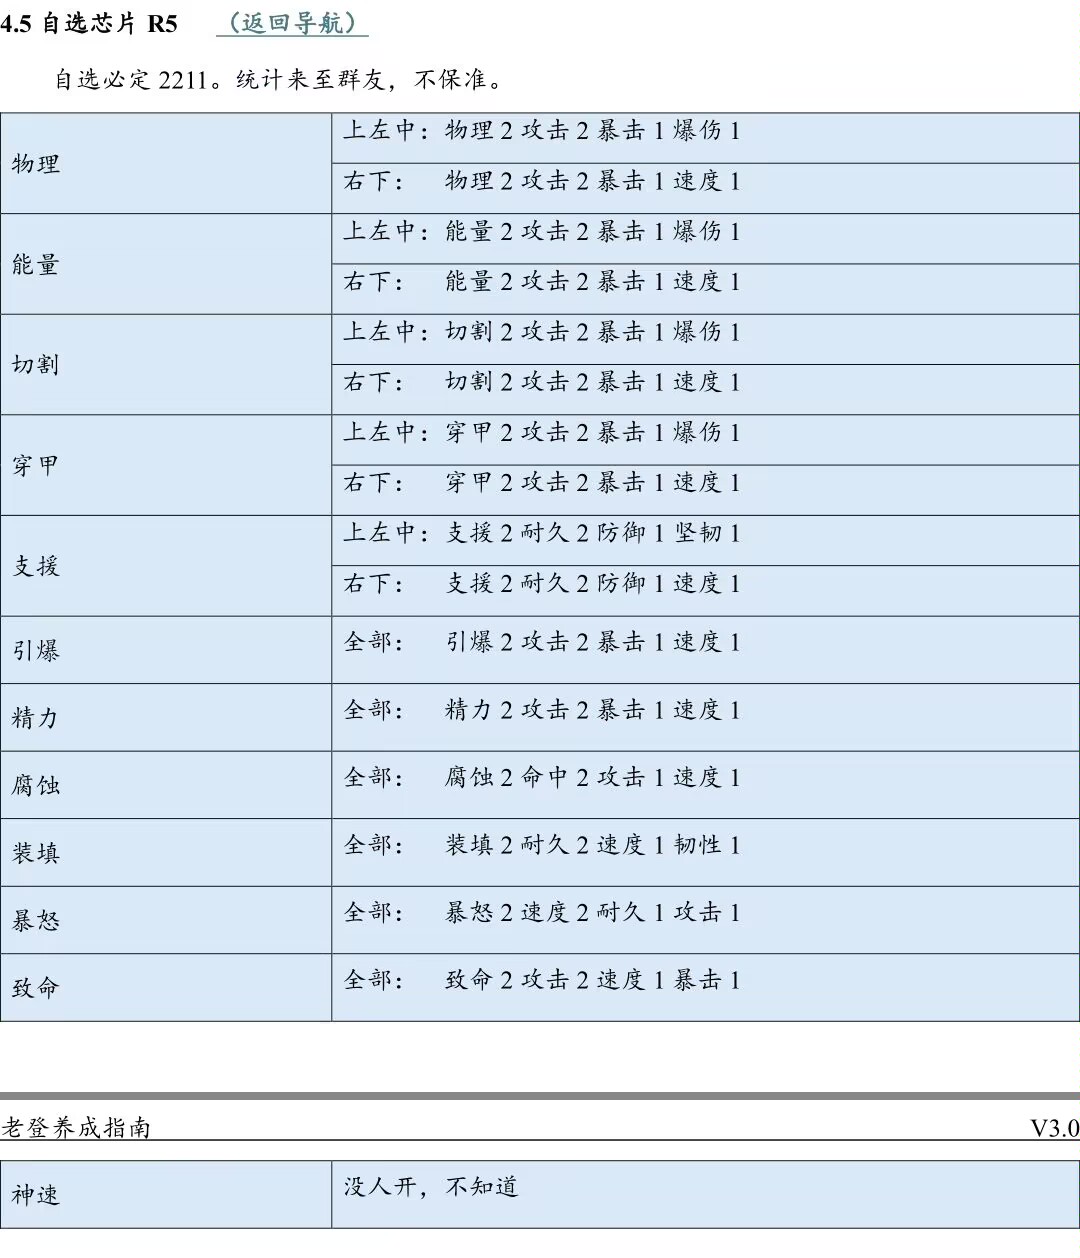 4.5 自选芯片 R5 （返回导航）
自选必定 2211。统计来至群友，不保准。
物理
上左中：物理 2 攻击 2 暴击 1 爆伤 1
右下： 物理 2 攻击 2 暴击 1 速度 1
能量
上左中：能量 2 攻击 2 暴击 1 爆伤 1
右下： 能量 2 攻击 2 暴击 1 速度 1
切割
上左中：切割 2 攻击 2 暴击 1 爆伤 1
右下： 切割 2 攻击 2 暴击 1 速度 1
穿甲
上左中：穿甲 2 攻击 2 暴击 1 爆伤 1
右下： 穿甲 2 攻击 2 暴击 1 速度 1
支援
上左中：支援 2 耐久 2 防御 1 坚韧 1
右下： 支援 2 耐久 2 防御 1 速度 1
引爆
全部： 引爆 2 攻击 2 暴击 1 速度 1
精力
全部： 精力 2 攻击 2 暴击 1 速度 1
腐蚀
全部： 腐蚀 2 命中 2 攻击 1 速度 1
装填
全部： 装填 2 耐久 2 速度 1 韧性 1
暴怒
全部： 暴怒 2 速度 2 耐久 1 攻击 1
致命
全部： 致命 2 攻击 2 速度 1 暴击 1
老登养成指南 V3.0
神速
没人开，不知道